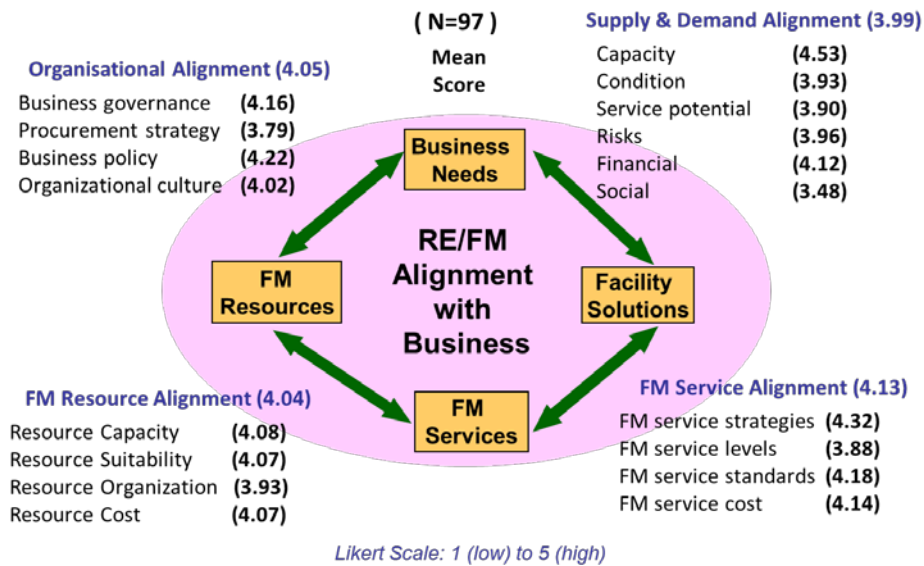 ( N=97 )
Mean
Score
Organisational Alignment (4.05)
Business governance (4.16)
Procurement strategy (3.79)
Business policy (4.22)
Organizational culture (4.02)
Supply & Demand Alignment (3.99)
Capacity (4.53)
Condition (3.93)
Service potential (3.90)
Risks (3.96)
Financial (4.12)
Social (3.48)
Business
Needs
FM
Resources
RE/FM
Alignment
with
Business
Facility
Solutions
FM
Services
FM Resource Alignment (4.04)
Resource Capacity (4.08)
Resource Suitability (4.07)
Resource Organization (3.93)
Resource Cost (4.07)
FM Service Alignment (4.13)
FM service strategies (4.32)
FM service levels (3.88)
FM service standards (4.18)
FM service cost (4.14)
Likert Scale: 1 (low) to 5 (high)